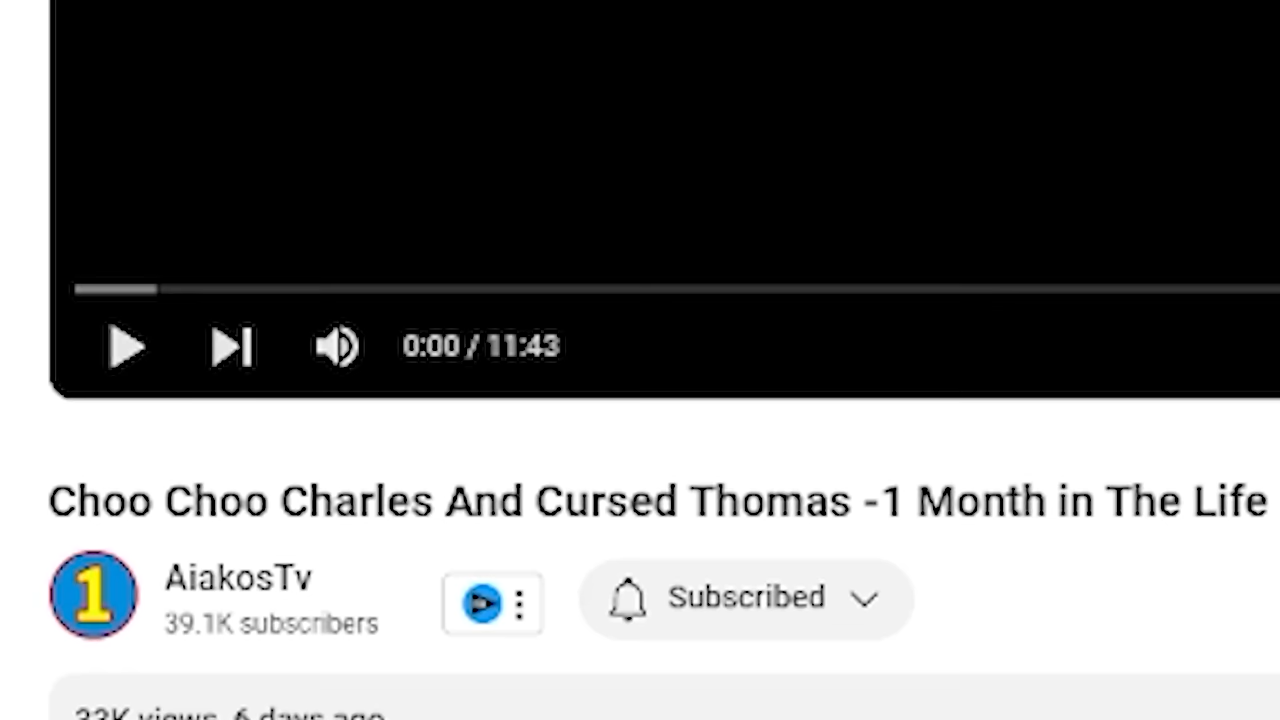 0:00 / 11:43
Choo Choo Charles And Cursed Thomas -1 Month in The Life
1
AiakosTv
39.1K subscribers
Subscribed
33K views 6 days ago